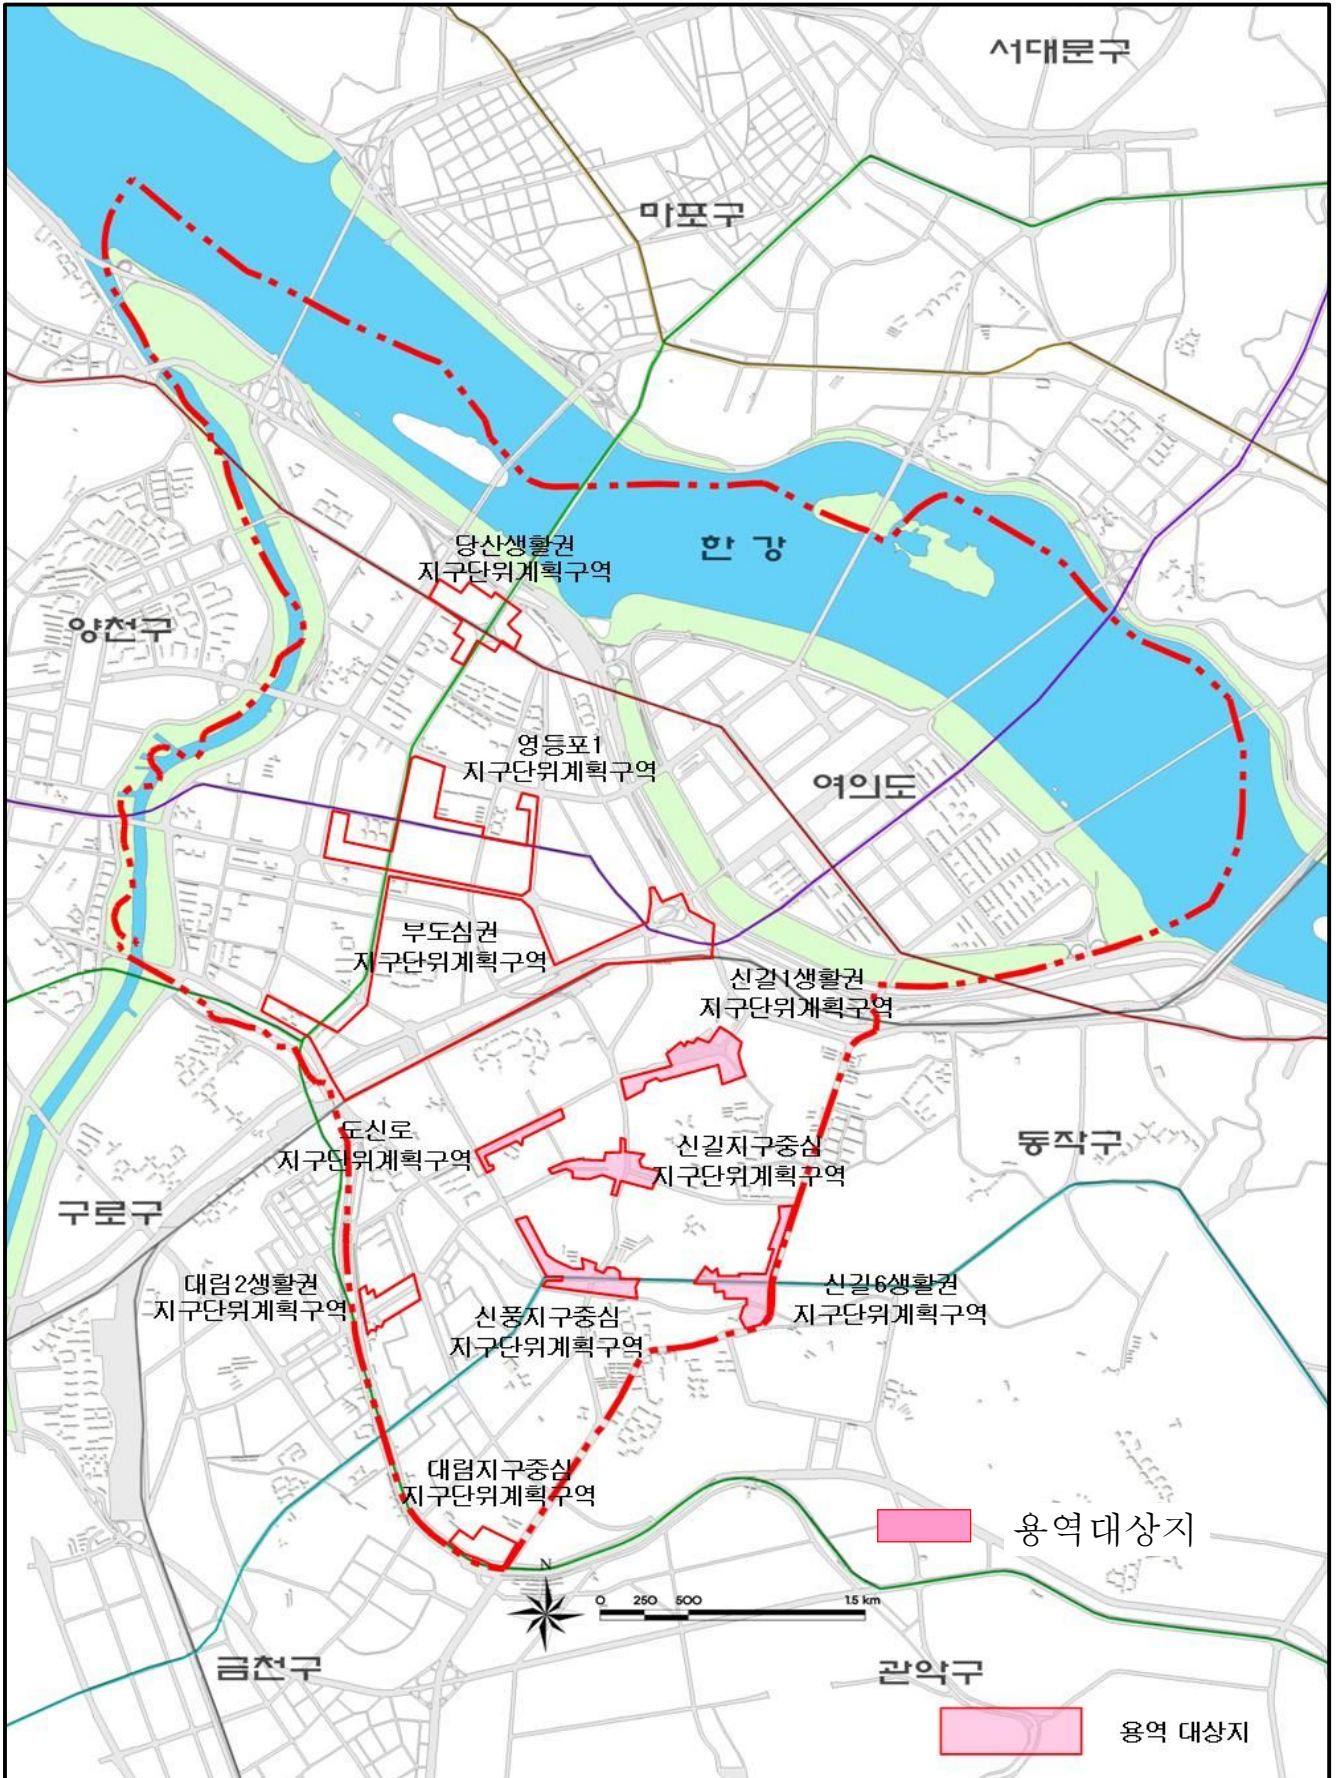 서대문구
마포구
한 강
당산생활권
지구단위계획구역
양천구
영등포1
지구단위계획구역
여의도
부도심권
지구단위계획구역
신길1생활권
지구단위계획구역
도신로
지구단위계획구역
신길지구중심
지구단위계획구역
동작구
구로구
대림2생활권
지구단위계획구역
신풍지구중심
지구단위계획구역
신길6생활권
지구단위계획구역
대림지구중심
지구단위계획구역
용역대상지
N
0 250 500 1.5 km
금천구
관악구
용역 대상지